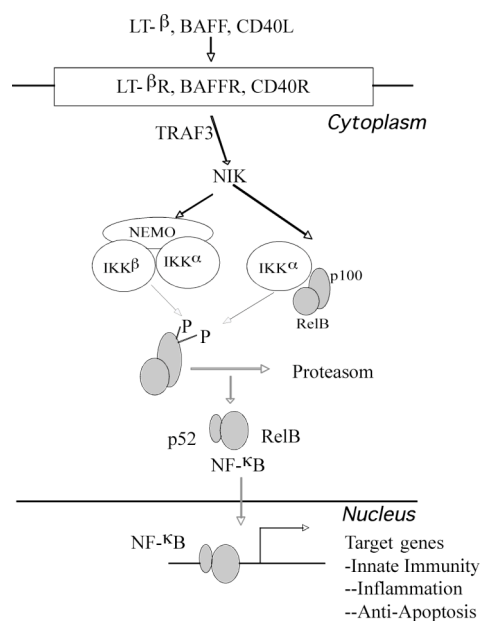 LT-β, BAFF, CD40L
LT-βR, BAFFR, CD40R
Cytoplasm
TRAF3
NIK
NEMO
IKKβ
IKKα
IKKα
p100
RelB
P
P
Proteasom
p52
RelB
NF-κB
Nucleus
NF-κB
Target genes
-Innate Immunity
--Inflammation
--Anti-Apoptosis